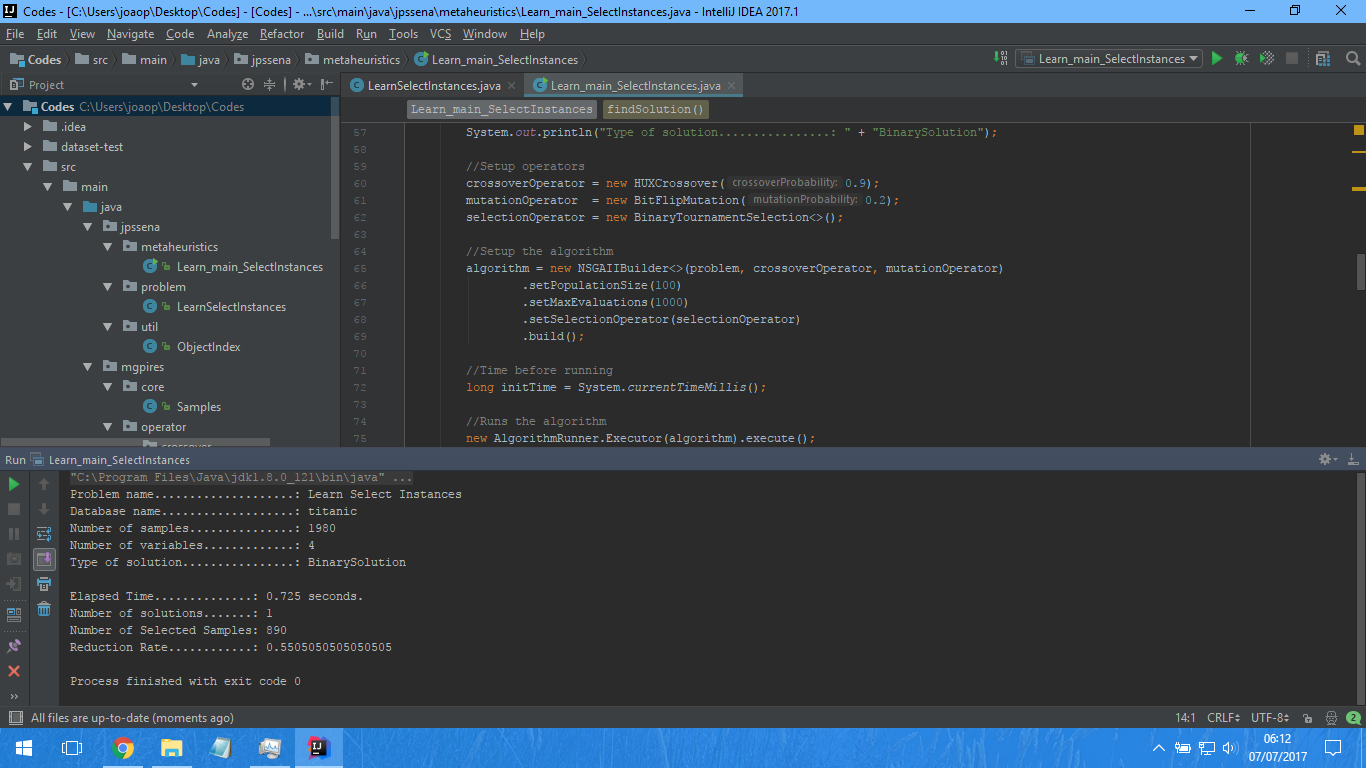 Codes - [C:\Users\joaop\Desktop\Codes] - [Codes] - ...\src\main\java\jpssena\metaheuristics\Learn_main_SelectInstances.java - IntelliJ IDEA 2017.1
File Edit View Navigate Code Analyze Refactor Build Run Tools VCS Window Help
Codes src main java jpssena metaheuristics Learn_main_SelectInstances
Learn_main_SelectInstances
Project
LearnSelectInstances.java Learn_main_SelectInstances.java
Codes C:\Users\joaop\Desktop\Codes
.idea
dataset-test
src
main
java
jpssena
metaheuristics
Learn_main_SelectInstances
problem
LearnSelectInstances
util
ObjectIndex
mgpires
core
Samples
operator
crossover
Learn_main_SelectInstances findSolution()
57 System.out.println("Type of solution................: " + "BinarySolution");
58
59 //Setup operators
60 crossoverOperator = new HUXCrossover( crossoverProbability: 0.9);
61 mutationOperator  = new BitFlipMutation( mutationProbability: 0.2);
62 selectionOperator = new BinaryTournamentSelection<>();
63
64 //Setup the algorithm
65 algorithm = new NSGAIIBuilder<>(problem, crossoverOperator, mutationOperator)
66 .setPopulationSize(100)
67 .setMaxEvaluations(1000)
68 .setSelectionOperator(selectionOperator)
69 .build();
70
71 //Time before running
72 long initTime = System.currentTimeMillis();
73
74 //Runs the algorithm
75 new AlgorithmRunner.Executor(algorithm).execute();
Run Learn_main_SelectInstances
"C:\Program Files\Java\jdk1.8.0_121\bin\java" ...
Problem name....................: Learn Select Instances
Database name...................: titanic
Number of samples...............: 1980
Number of variables.............: 4
Type of solution................: BinarySolution
Elapsed Time..............: 0.725 seconds.
Number of solutions.......: 1
Number of Selected Samples: 890
Reduction Rate............: 0.5505050505050505
Process finished with exit code 0
All files are up-to-date (moments ago)
14:1 CRLF UTF-8 2
06:12
07/07/2017